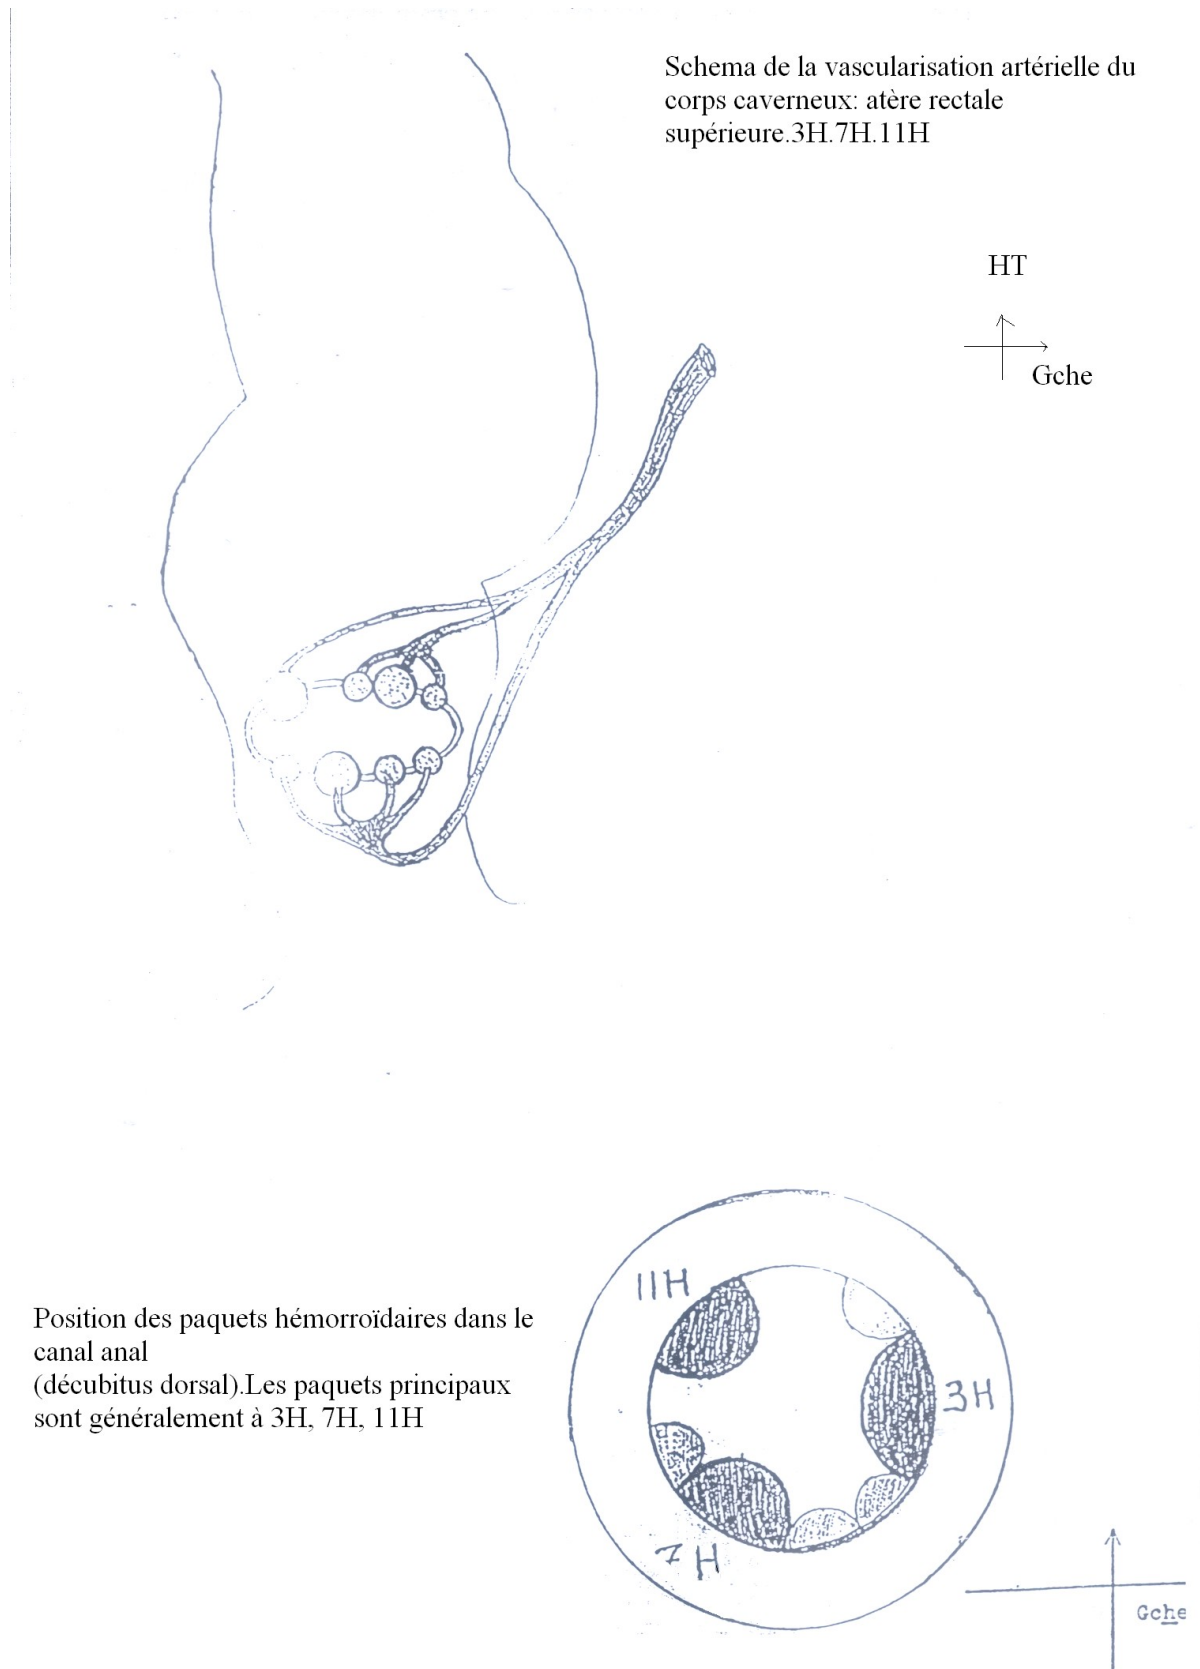 Schema de la vascularisation artérielle du
corps caverneux: atère rectale
supérieure.3H.7H.11H
HT
Gche
11H
Position des paquets hémorroïdaires dans le
canal anal
(décubitus dorsal).Les paquets principaux
sont généralement à 3H, 7H, 11H
3H
7H
Gche